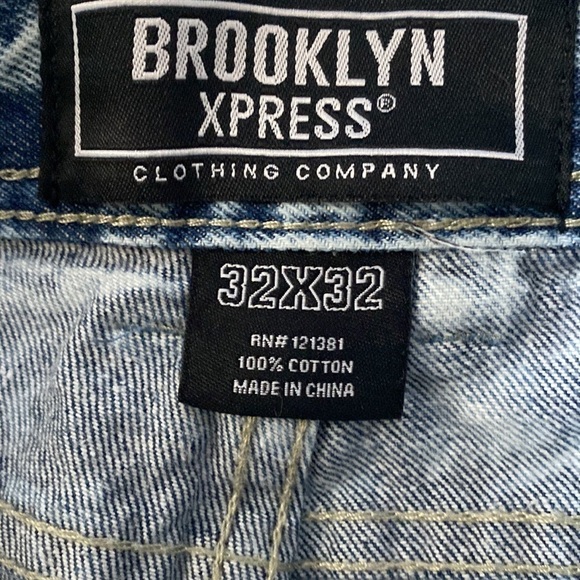 BROOKLYN
XPRESS®
CLOTHING COMPANY
32X32
RN# 121381
100% COTTON
MADE IN CHINA